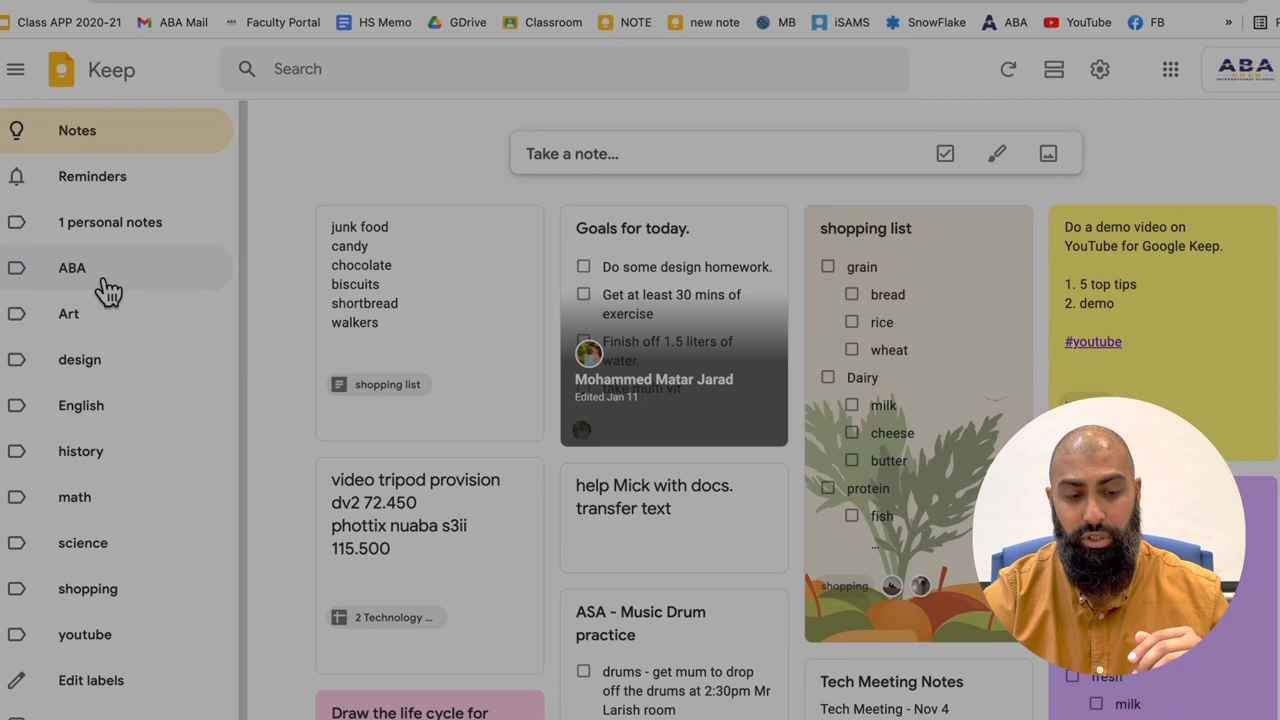 Class APP 2020-21
ABA Mail
ABA
Faculty Portal
HS Memo
GDrive
Classroom
NOTE
new note
MB
iSAMS
SnowFlake
ABA
YouTube
FB
»
Keep
Search
ABA
Notes
Reminders
1 personal notes
ABA
Art
design
English
history
math
science
shopping
youtube
Edit labels
Take a note...
junk food
candy
chocolate
biscuits
shortbread
walkers
shopping list
video tripod provision
dv2 72.450
phottix nuaba s3ii
115.500
2 Technology ...
Draw the life cycle for
Goals for today.
Do some design homework.
Get at least 30 mins of
exercise
Finish off 1.5 liters of
water.
take multi vit
Mohammed Matar Jarad
Edited Jan 11
help Mick with docs.
transfer text
ASA - Music Drum
practice
drums - get mum to drop
off the drums at 2:30pm Mr
Larish room
shopping list
grain
bread
rice
wheat
Dairy
milk
cheese
butter
protein
fish
...
shopping
Tech Meeting Notes
Tech Meeting - Nov 4
Do a demo video on
YouTube for Google Keep.
1. 5 top tips
2. demo
#youtube
fresh
milk